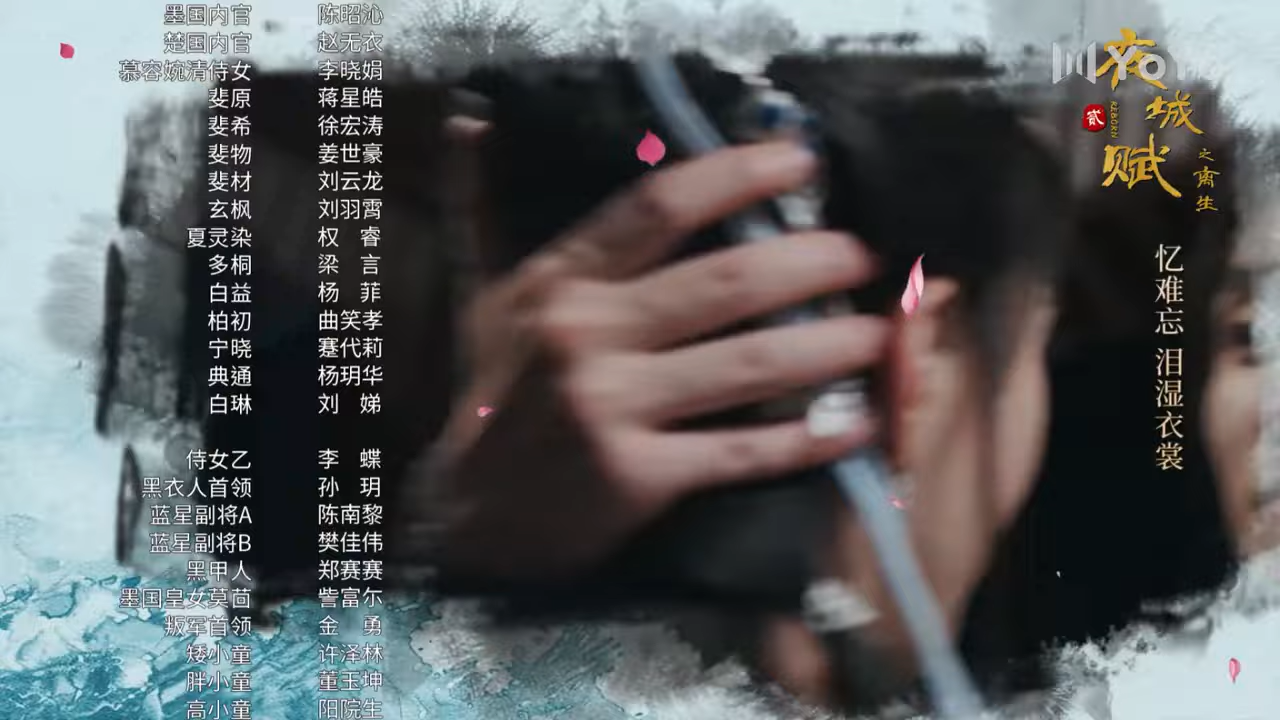 墨国内官 陈昭沁
楚国内官 赵无衣
慕容婉清侍女 李晓娟
斐原 蒋星皓
斐希 徐宏涛
斐物 姜世豪
斐材 刘云龙
玄枫 刘羽霄
夏灵染 权 睿
多桐 梁 言
白益 杨 菲
柏初 曲笑孝
宁晓 蹇代莉
典通 杨玥华
白琳 刘 娣
侍女乙 李 蝶
黑衣人首领 孙 玥
蓝星副将A 陈南黎
蓝星副将B 樊佳伟
黑甲人 郑赛赛
墨国皇女莫茴 訾富尔
叛军首领 金 勇
矮小童 许泽林
胖小童 董玉坤
高小童 阳院生
夜城赋
贰
REBORN
之离生
忆难忘 泪湿衣裳